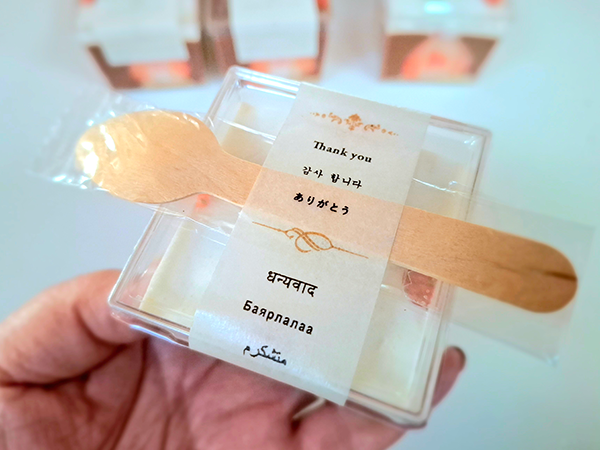 Thank you
감사 합니다
ありがとう
धन्यवाद
Баярлалаа
متشکرم